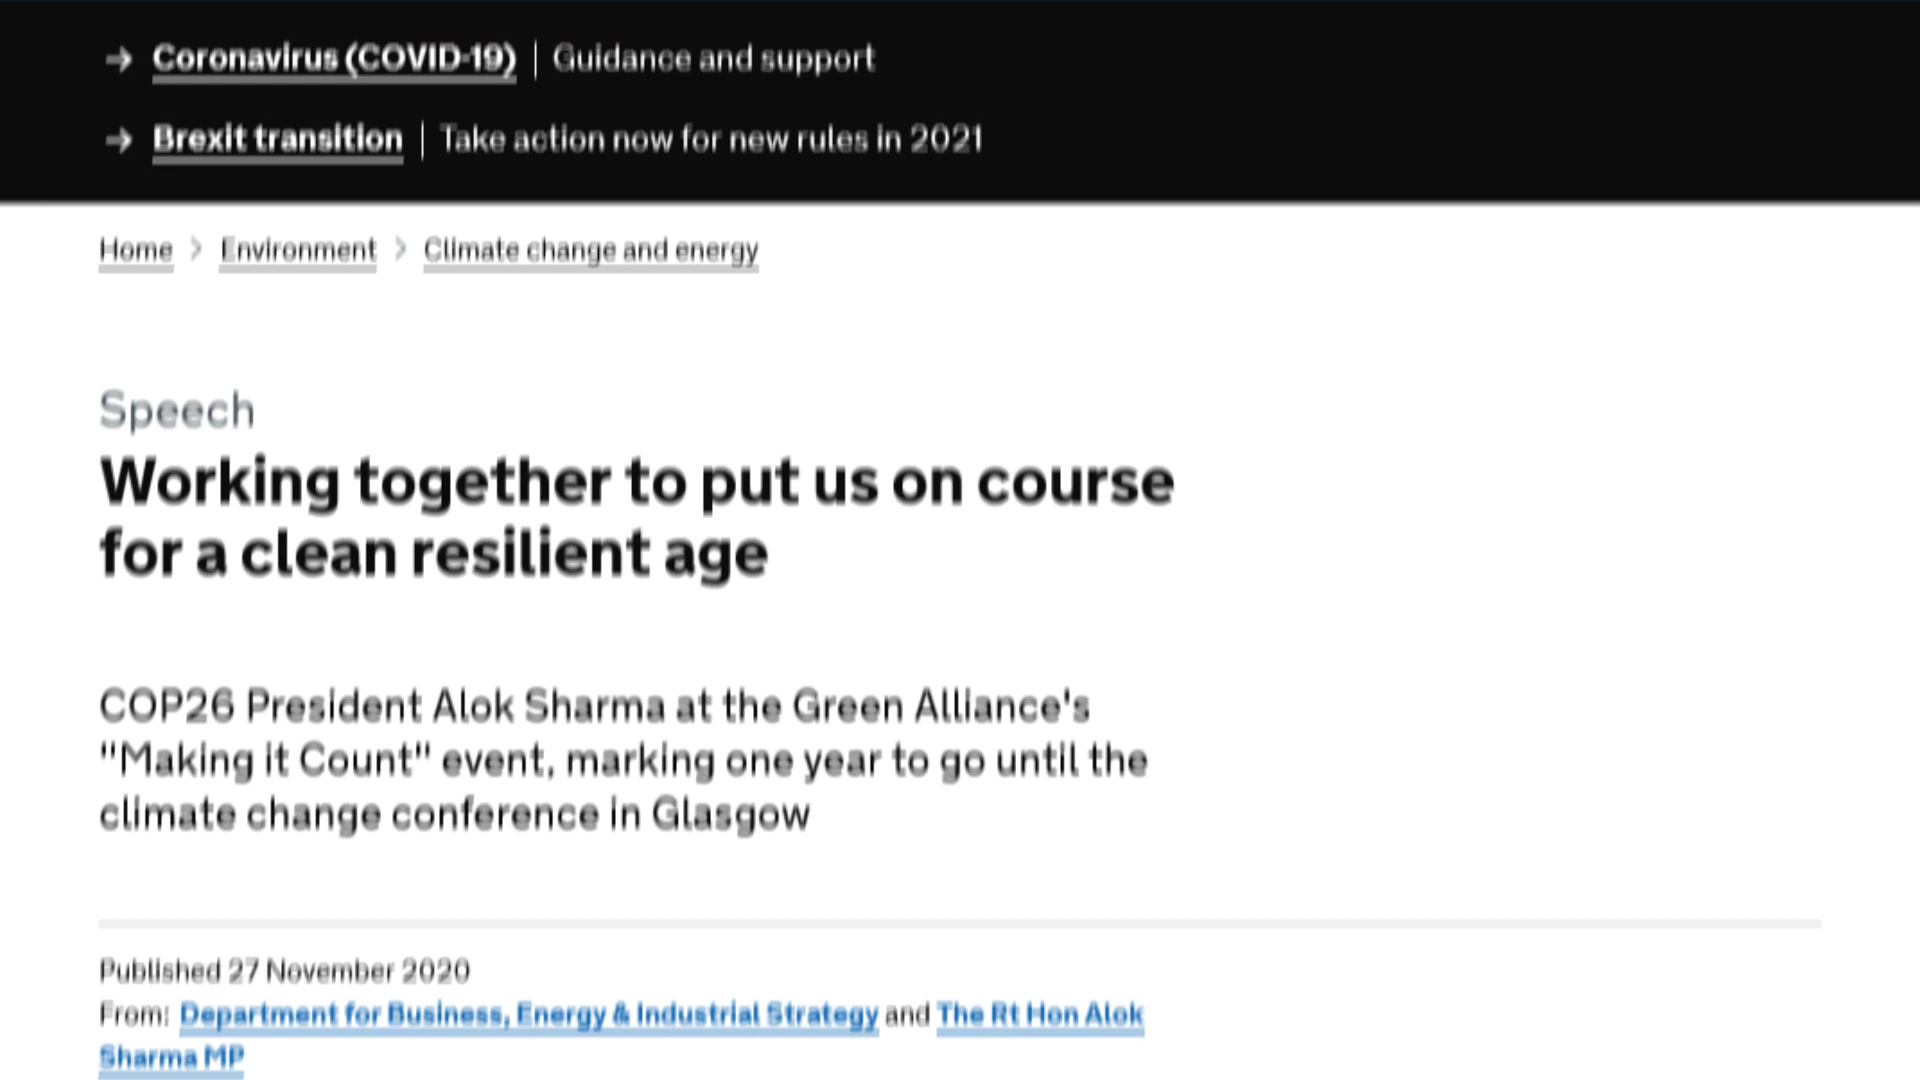 → Coronavirus (COVID-19) | Guidance and support
→ Brexit transition | Take action now for new rules in 2021
Home > Environment > Climate change and energy
Speech
Working together to put us on course
for a clean resilient age
COP26 President Alok Sharma at the Green Alliance's
"Making it Count" event, marking one year to go until the
climate change conference in Glasgow
Published 27 November 2020
From: Department for Business, Energy & Industrial Strategy and The Rt Hon Alok
Sharma MP